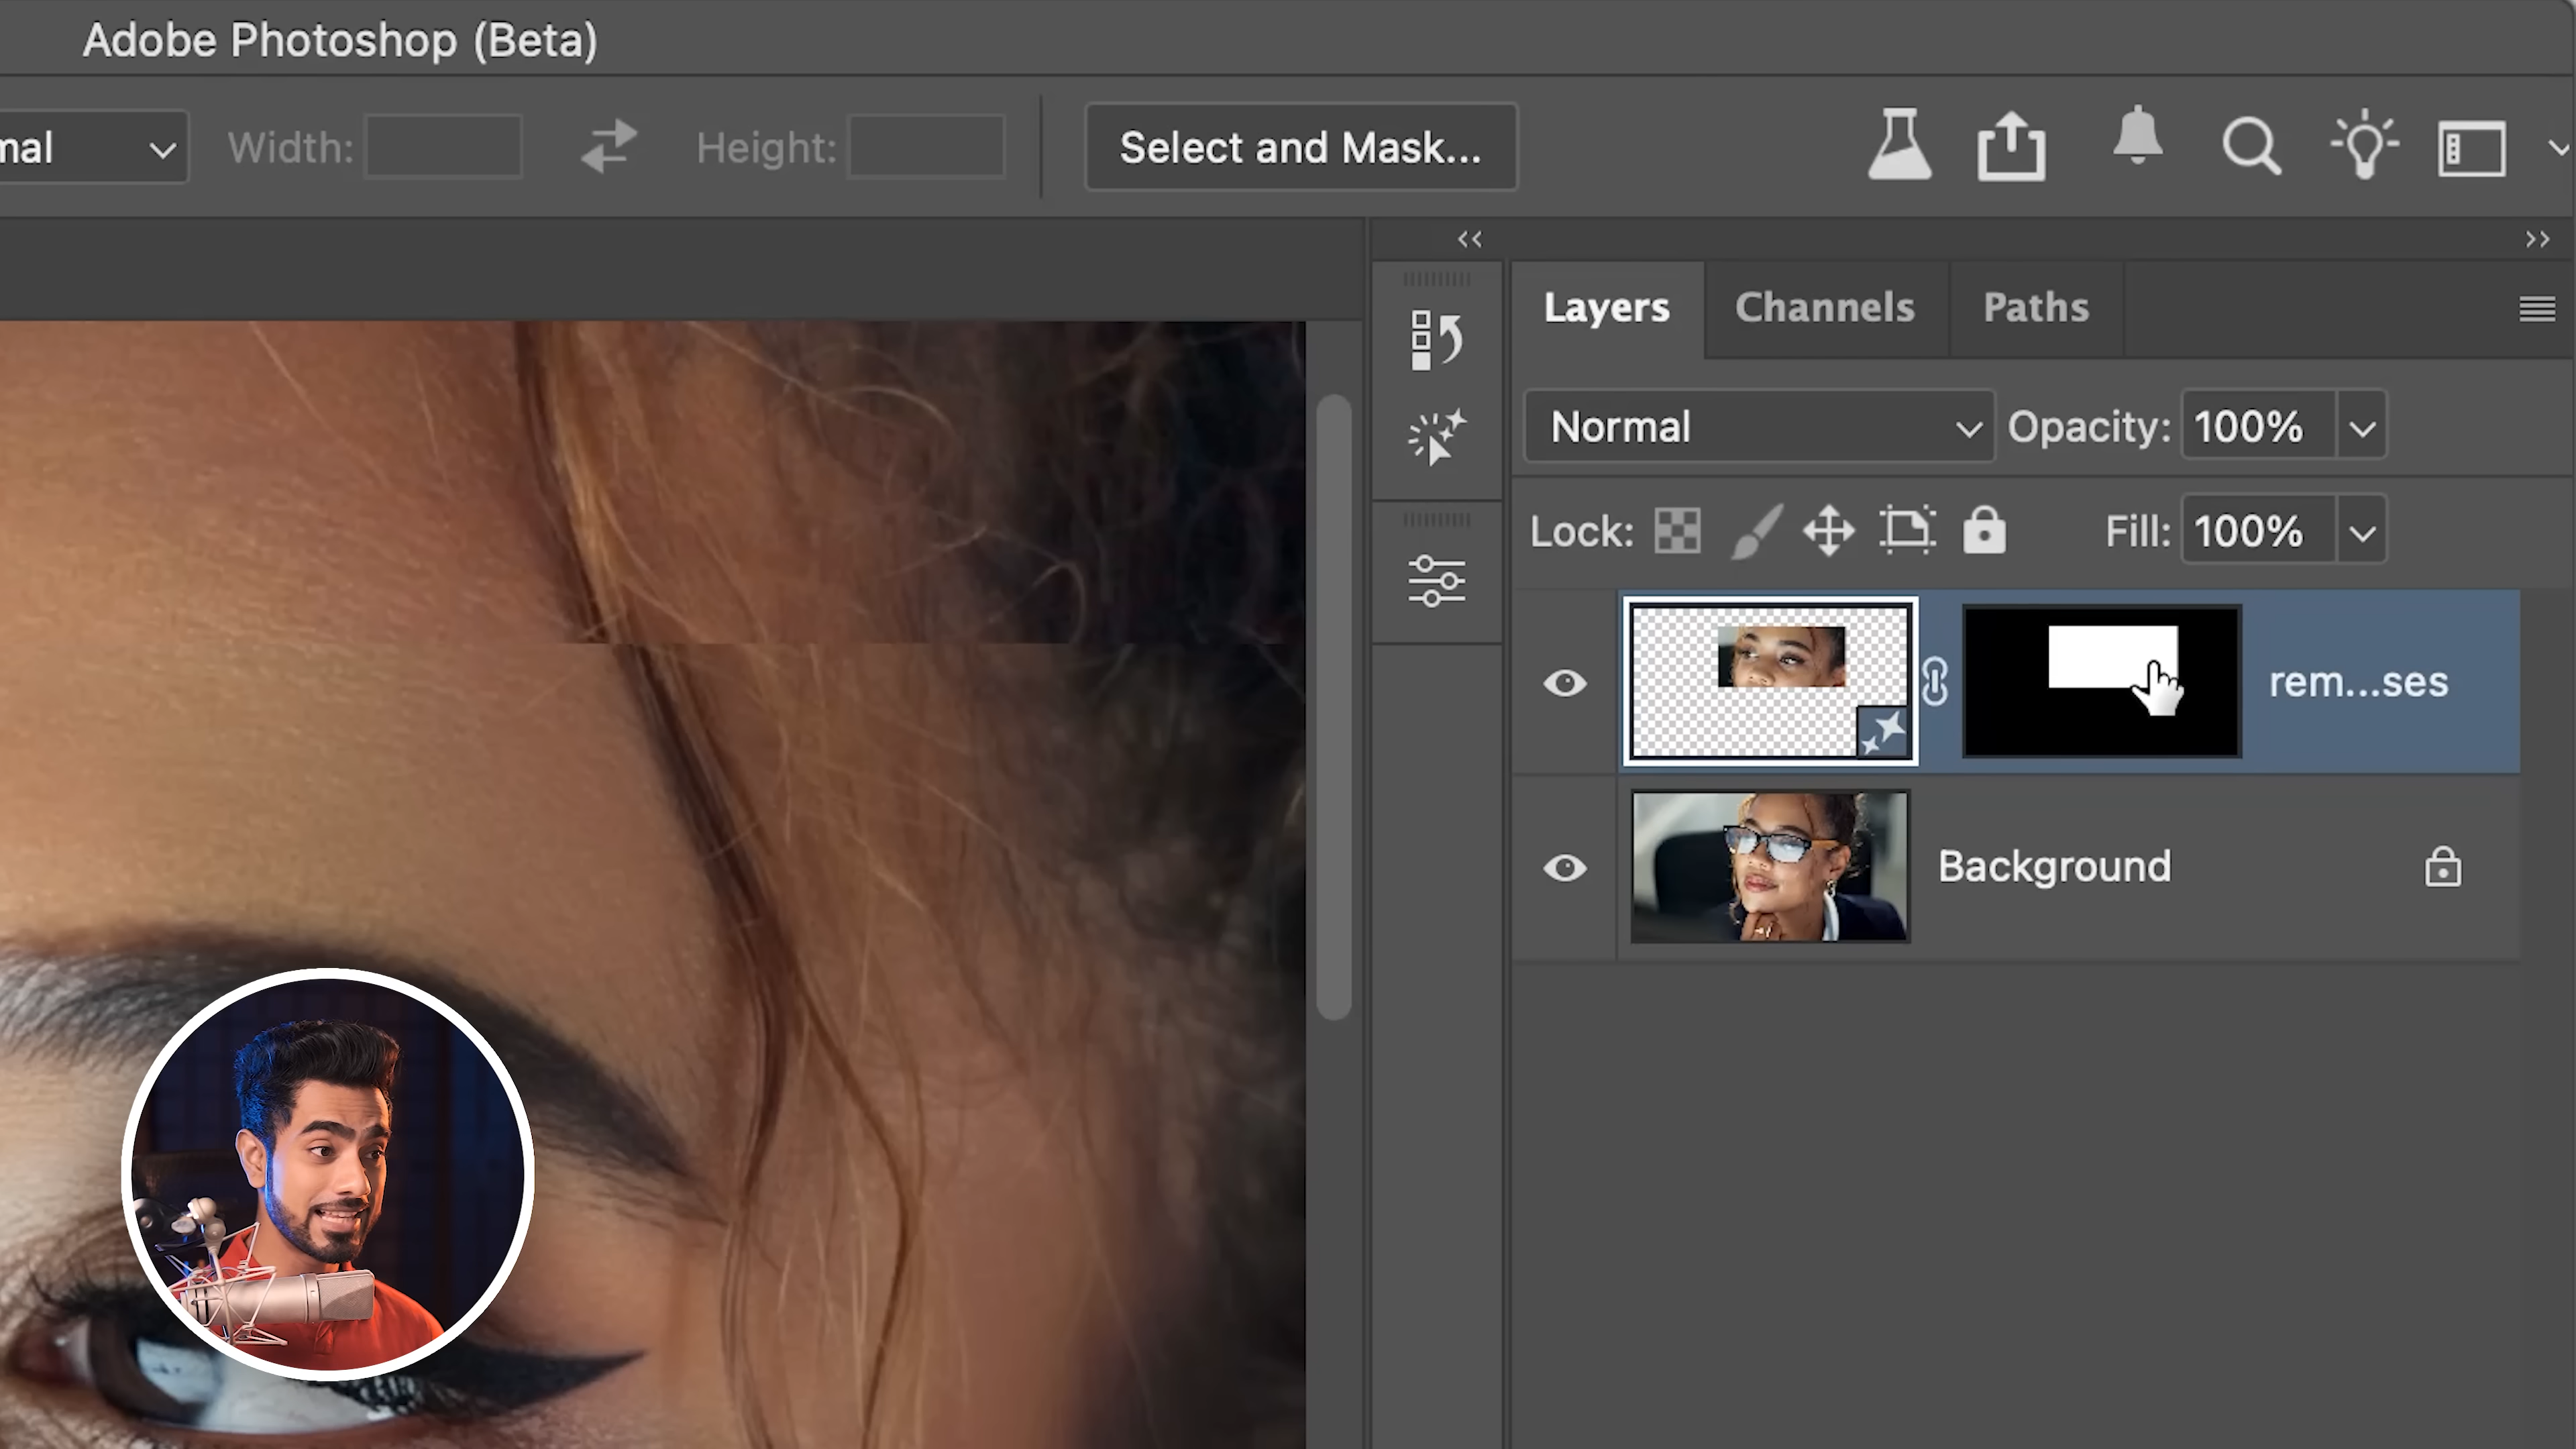 Adobe Photoshop (Beta)
mal Width: Height: Select and Mask...
Layers Channels Paths
Normal Opacity: 100%
Lock: Fill: 100%
rem...ses
Background